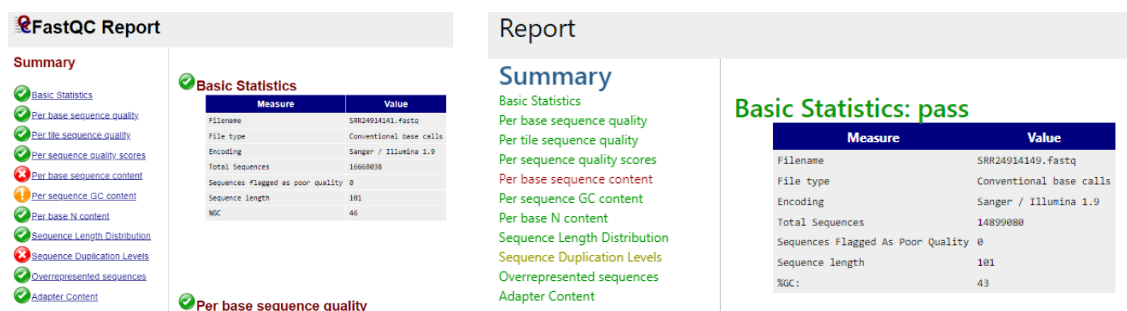 FastQC Report
Summary
Basic Statistics
Per base sequence quality
Per tile sequence quality
Per sequence quality scores
Per base sequence content
Per sequence GC content
Per base N content
Sequence Length Distribution
Sequence Duplication Levels
Overrepresented sequences
Adapter Content
Basic Statistics
Measure Value
Filename SRR24914141.fastq
File type Conventional base calls
Encoding Sanger / Illumina 1.9
Total Sequences 16668038
Sequences flagged as poor quality 0
Sequence length 101
%GC 46
Per base sequence quality
Report
Summary
Basic Statistics
Per base sequence quality
Per tile sequence quality
Per sequence quality scores
Per base sequence content
Per sequence GC content
Per base N content
Sequence Length Distribution
Sequence Duplication Levels
Overrepresented sequences
Adapter Content
Basic Statistics: pass
Measure Value
Filename SRR24914149.fastq
File type Conventional base calls
Encoding Sanger / Illumina 1.9
Total Sequences 14899080
Sequences Flagged As Poor Quality 0
Sequence length 101
%GC: 43